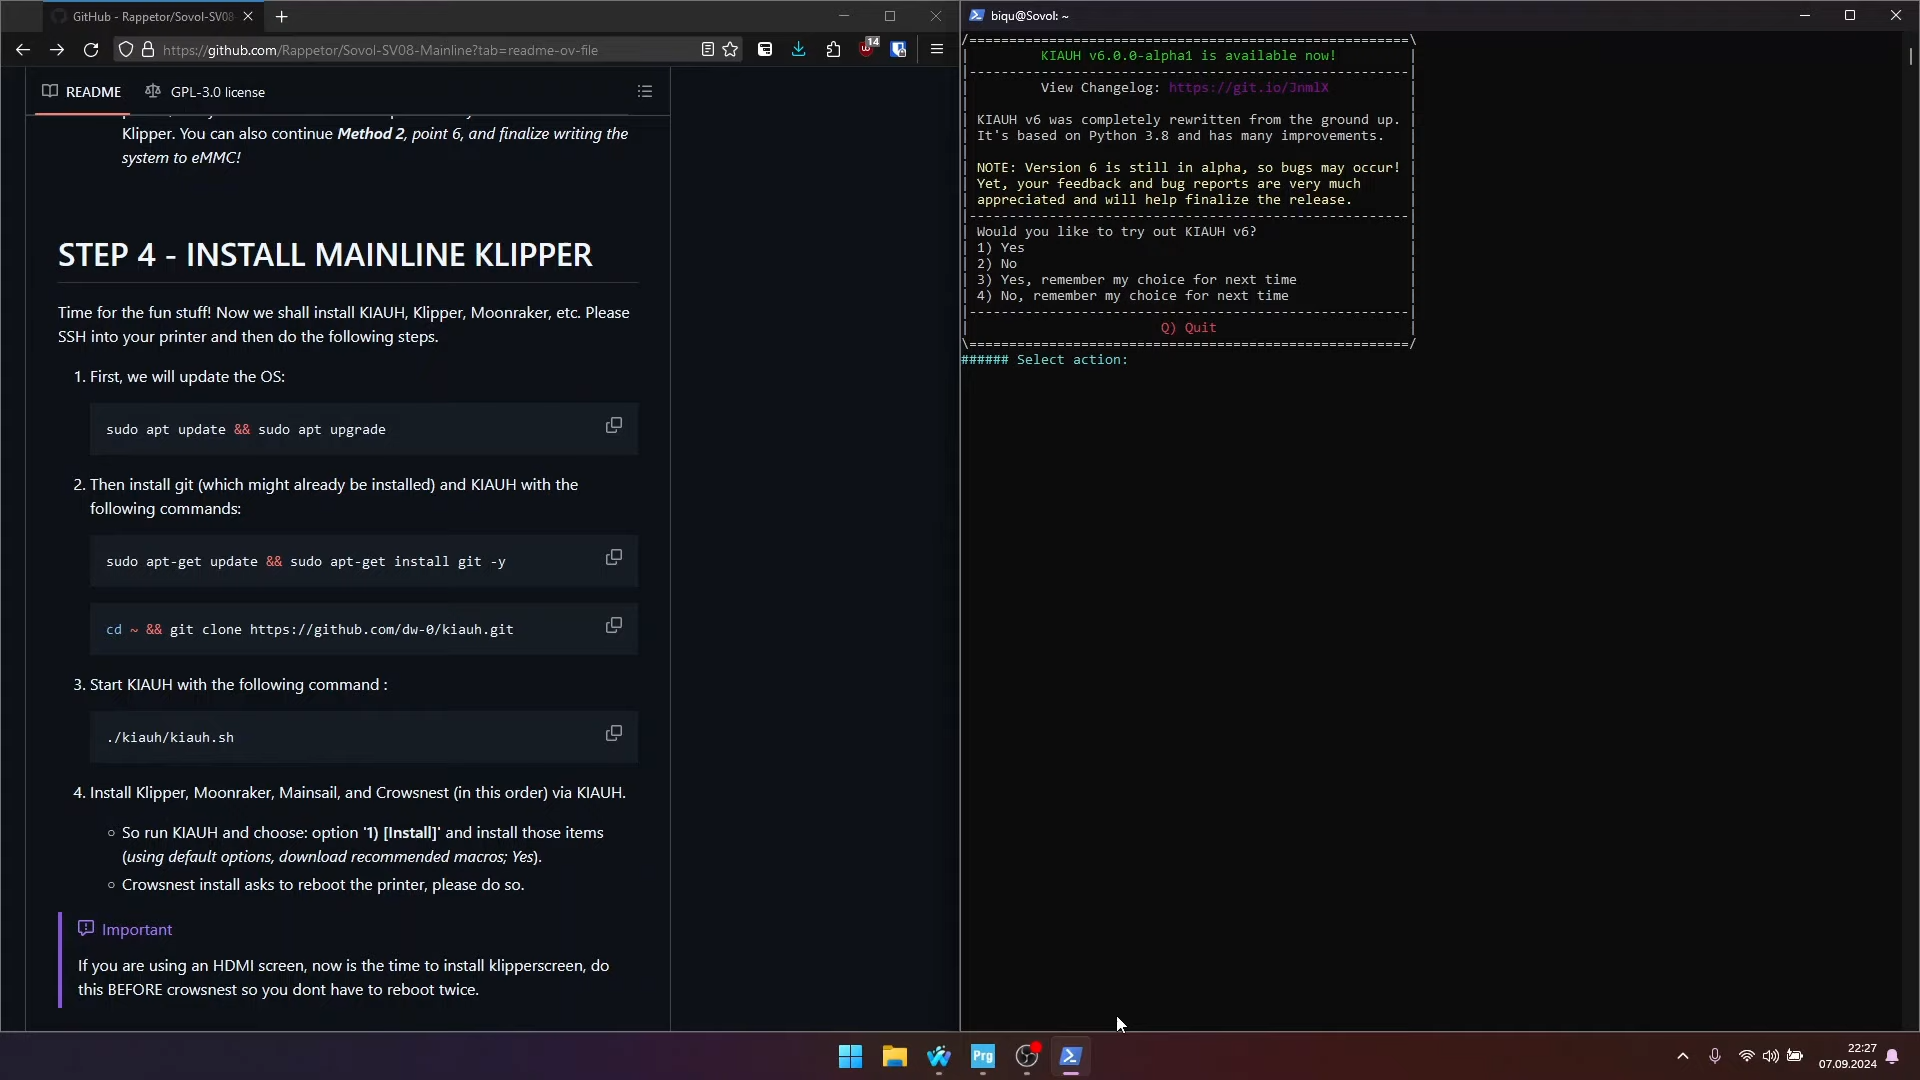 GitHub - Rappetor/Sovol-SV08
https://github.com/Rappetor/Sovol-SV08-Mainline?tab=readme-ov-file
14
README
GPL-3.0 license
Klipper. You can also continue Method 2, point 6, and finalize writing the
system to eMMC!
STEP 4 - INSTALL MAINLINE KLIPPER
Time for the fun stuff! Now we shall install KIAUH, Klipper, Moonraker, etc. Please
SSH into your printer and then do the following steps.
1. First, we will update the OS:
sudo apt update && sudo apt upgrade
2. Then install git (which might already be installed) and KIAUH with the
following commands:
sudo apt-get update && sudo apt-get install git -y
cd ~ && git clone https://github.com/dw-0/kiauh.git
3. Start KIAUH with the following command :
./kiauh/kiauh.sh
4. Install Klipper, Moonraker, Mainsail, and Crowsnest (in this order) via KIAUH.
So run KIAUH and choose: option '1) [Install]' and install those items
(using default options, download recommended macros; Yes).
Crowsnest install asks to reboot the printer, please do so.
Important
If you are using an HDMI screen, now is the time to install klipperscreen, do
this BEFORE crowsnest so you dont have to reboot twice.
biqu@Sovol: ~
KIAUH v6.0.0-alpha1 is available now!
View Changelog: https://git.io/JnmlX
KIAUH v6 was completely rewritten from the ground up.
It's based on Python 3.8 and has many improvements.
NOTE: Version 6 is still in alpha, so bugs may occur!
Yet, your feedback and bug reports are very much
appreciated and will help finalize the release.
Would you like to try out KIAUH v6?
1) Yes
2) No
3) Yes, remember my choice for next time
4) No, remember my choice for next time
Q) Quit
###### Select action:
Prg
22:27
07.09.2024